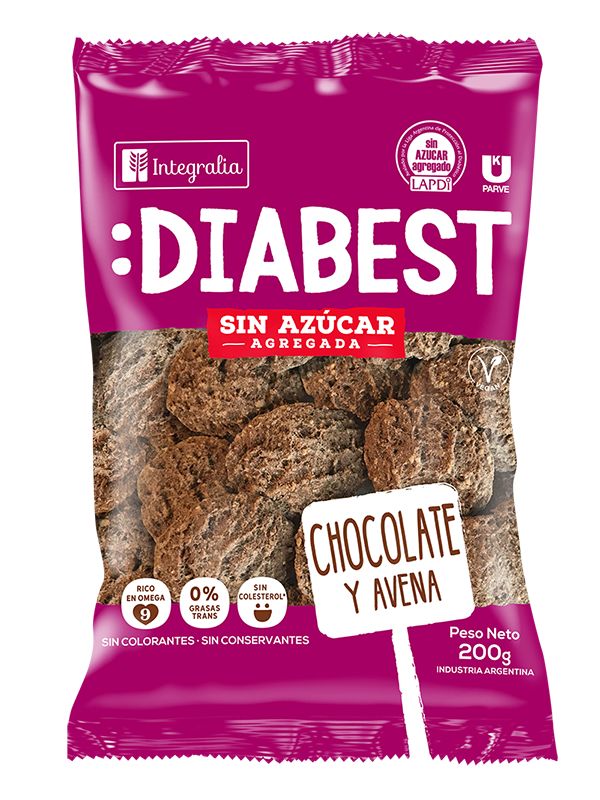 Integralia
sin
AZUCAR
agregado
LAPDI
PARVE
:DIABEST
SIN AZÚCAR
AGREGADA
VEGAN
CHOCOLATE
Y AVENA
RICO
EN OMEGA
9
0%
GRASAS
TRANS
SIN
COLESTEROL*
SIN COLORANTES · SIN CONSERVANTES
Peso Neto
200g
INDUSTRIA ARGENTINA